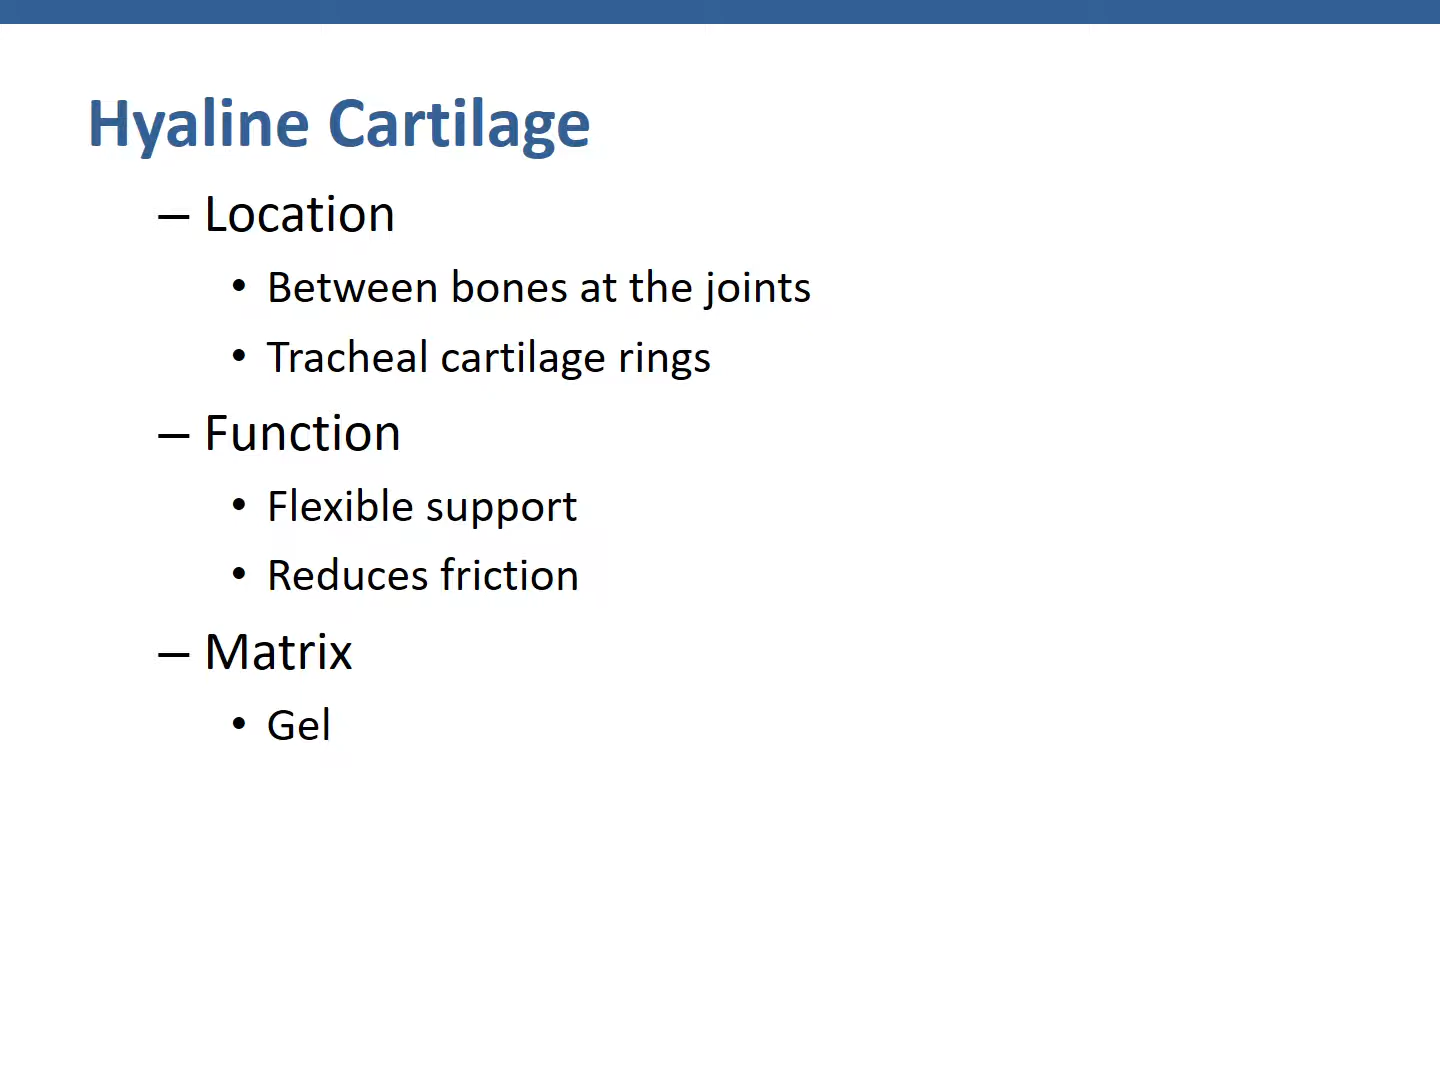 Hyaline Cartilage
– Location
• Between bones at the joints
• Tracheal cartilage rings
– Function
• Flexible support
• Reduces friction
– Matrix
• Gel